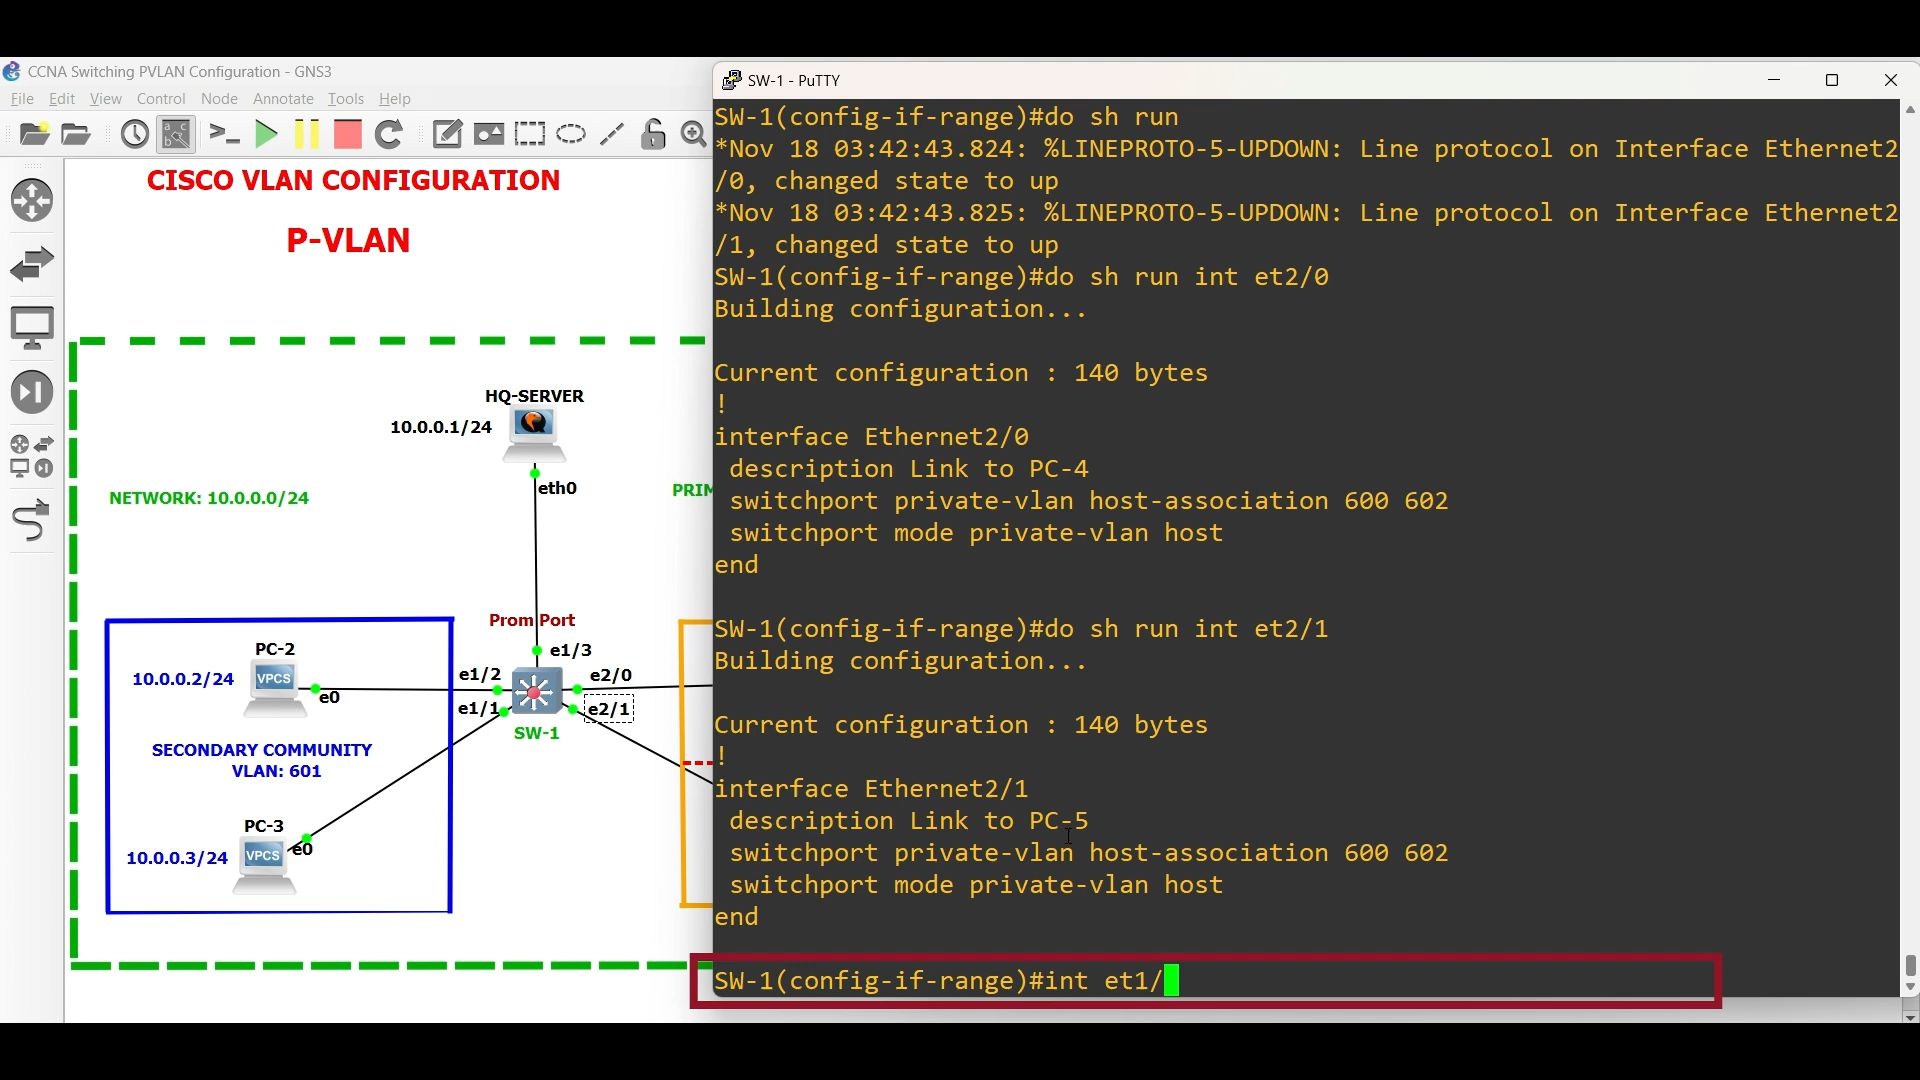 CCNA Switching PVLAN Configuration - GNS3
File Edit View Control Node Annotate Tools Help
CISCO VLAN CONFIGURATION
P-VLAN
HQ-SERVER
10.0.0.1/24
eth0
NETWORK: 10.0.0.0/24
PRIM
Prom Port
e1/3
PC-2
10.0.0.2/24
VPCS
e0
e1/2
e2/0
e1/1
e2/1
SW-1
SECONDARY COMMUNITY
VLAN: 601
PC-3
10.0.0.3/24
VPCS
e0
SW-1 - PuTTY
SW-1(config-if-range)#do sh run
*Nov 18 03:42:43.824: %LINEPROTO-5-UPDOWN: Line protocol on Interface Ethernet2
/0, changed state to up
*Nov 18 03:42:43.825: %LINEPROTO-5-UPDOWN: Line protocol on Interface Ethernet2
/1, changed state to up
SW-1(config-if-range)#do sh run int et2/0
Building configuration...
Current configuration : 140 bytes
!
interface Ethernet2/0
description Link to PC-4
switchport private-vlan host-association 600 602
switchport mode private-vlan host
end
SW-1(config-if-range)#do sh run int et2/1
Building configuration...
Current configuration : 140 bytes
!
interface Ethernet2/1
description Link to PC-5
switchport private-vlan host-association 600 602
switchport mode private-vlan host
end
SW-1(config-if-range)#int et1/